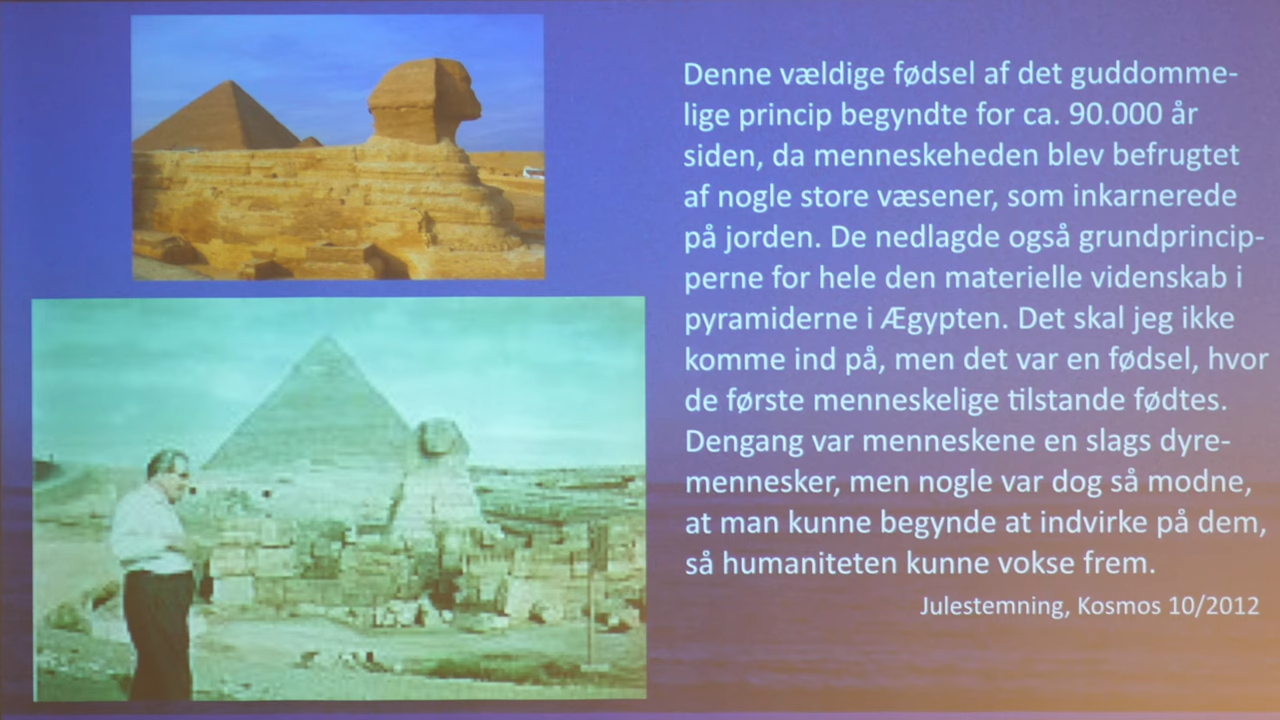 Denne vældige fødsel af det guddomme-
lige princip begyndte for ca. 90.000 år
siden, da menneskeheden blev befrugtet
af nogle store væsener, som inkarnerede
på jorden. De nedlagde også grundprincip-
perne for hele den materielle videnskab i
pyramiderne i Ægypten. Det skal jeg ikke
komme ind på, men det var en fødsel, hvor
de første menneskelige tilstande fødtes.
Dengang var menneskene en slags dyre-
mennesker, men nogle var dog så modne,
at man kunne begynde at indvirke på dem,
så humaniteten kunne vokse frem.
Julestemning, Kosmos 10/2012